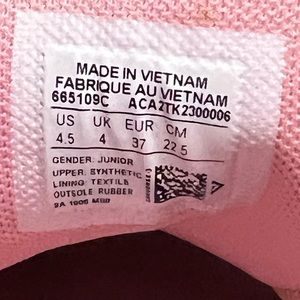 MADE IN VIETNAM
FABRIQUE AU VIETNAM
665109C ACA2TK2300006
US UK EUR CM
4.5 4 37 22.5
GENDER: JUNIOR
UPPER: SYNTHETIC
LINING: TEXTILE
OUTSOLE: RUBBER